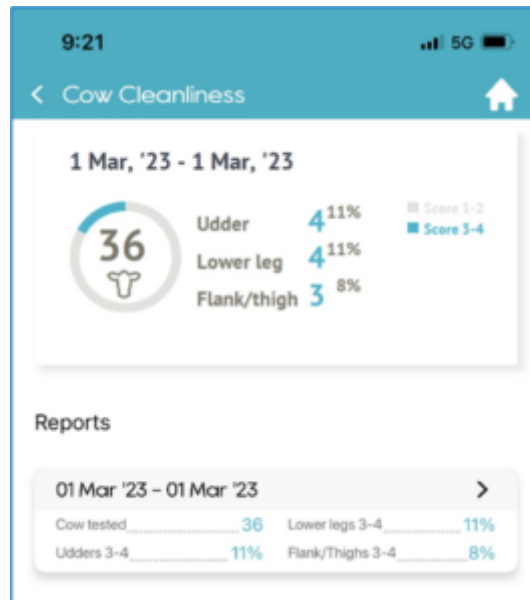 9:21 5G
Cow Cleanliness
1 Mar, '23 - 1 Mar, '23
36
Udder 4 11%
Lower leg 4 11%
Flank/thigh 3 8%
Score 1-2
Score 3-4
Reports
01 Mar '23 – 01 Mar '23
Cow tested 36 Lower legs 3-4 11%
Udders 3-4 11% Flank/Thighs 3-4 8%